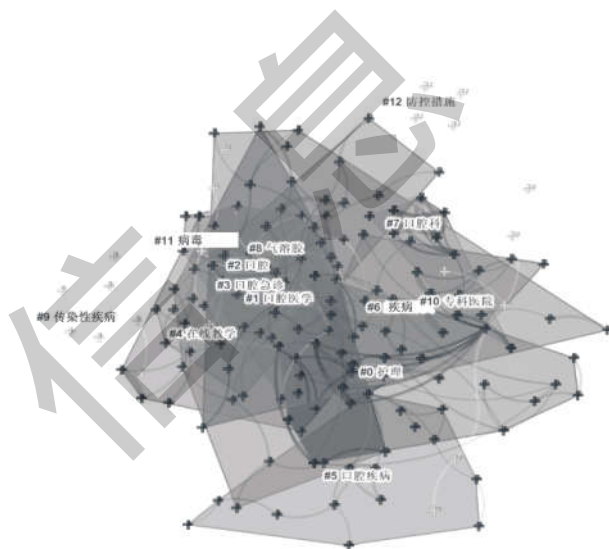 #12 防控措施
#7 口腔科
#11 病毒
#8 气溶胶
#2 口腔
#3 口腔急诊
#1 口腔医学
#6 疾病
#10 专科医院
#9 传染性疾病
#4 在线教学
#0 护理
#5 口腔疾病
信息